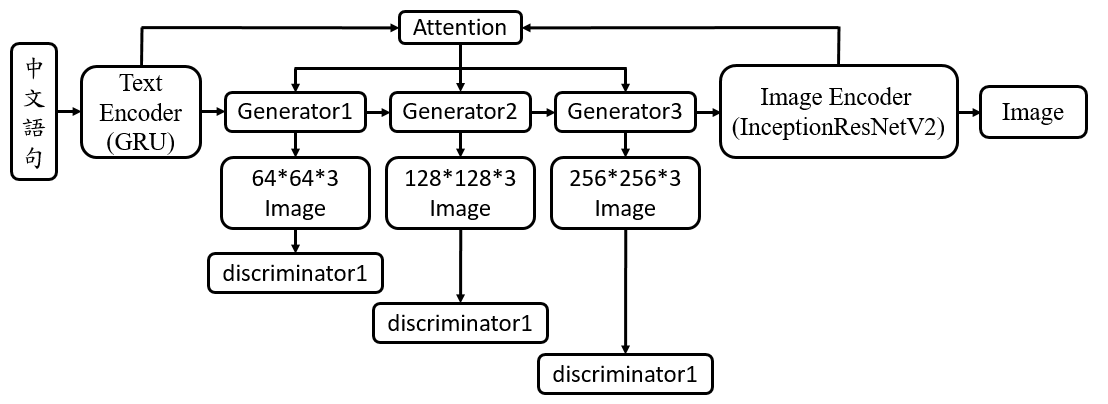 Attention
中
文
語
句
Text
Encoder
(GRU)
Generator1
Generator2
Generator3
Image Encoder
(InceptionResNetV2)
Image
64*64*3
Image
128*128*3
Image
256*256*3
Image
discriminator1
discriminator1
discriminator1